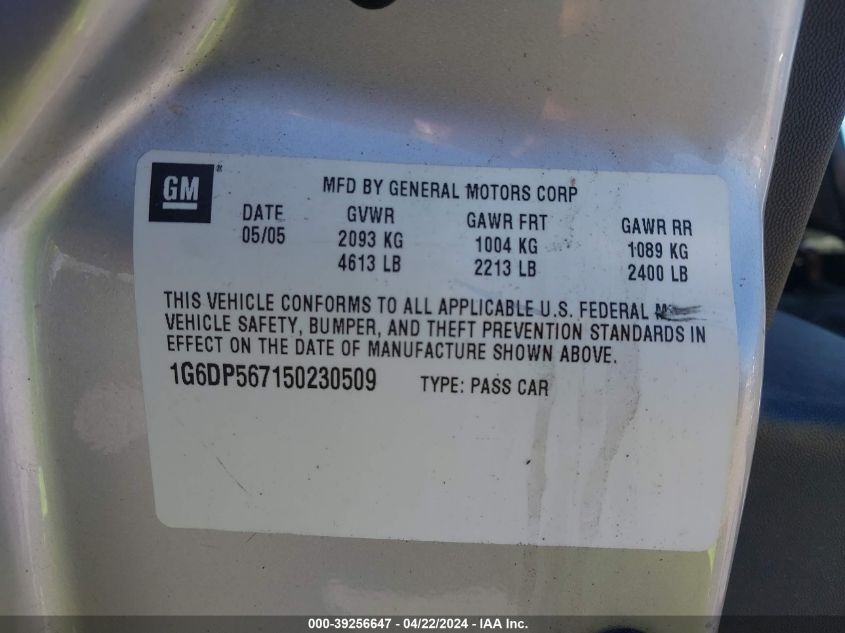 GM®
MFD BY GENERAL MOTORS CORP
DATE GVWR GAWR FRT GAWR RR
05/05 2093 KG 1004 KG 1089 KG
4613 LB 2213 LB 2400 LB
THIS VEHICLE CONFORMS TO ALL APPLICABLE U.S. FEDERAL
VEHICLE SAFETY, BUMPER, AND THEFT PREVENTION STANDARDS IN
EFFECT ON THE DATE OF MANUFACTURE SHOWN ABOVE.
1G6DP567150230509 TYPE: PASS CAR
000-39256647 - 04/22/2024 - IAA Inc.